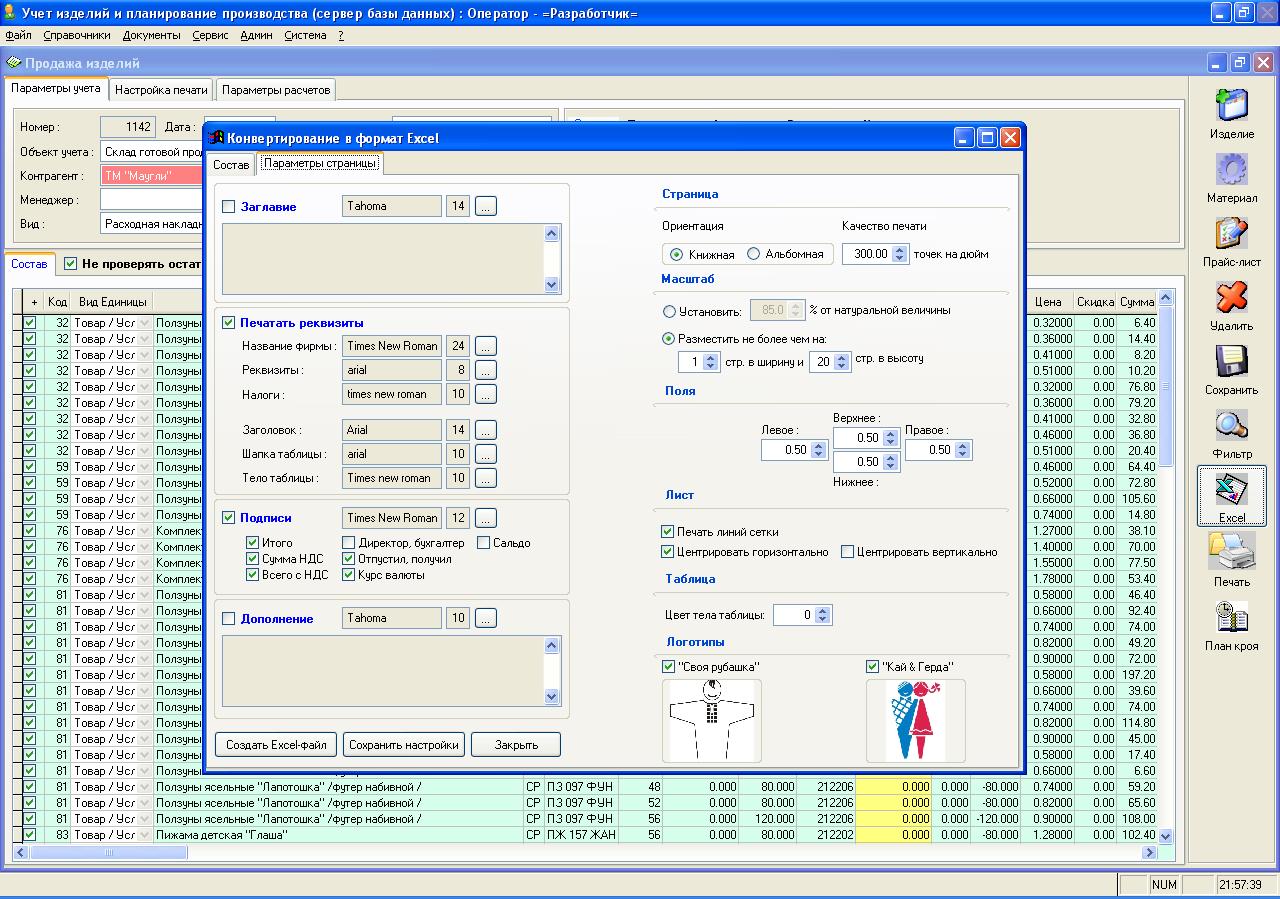 Учет изделий и планирование производства (сервер базы данных) : Оператор - =Разработчик=
Файл Справочники Документы Сервис Админ Система ?
Продажа изделий
Параметры учета Настройка печати Параметры расчетов
Номер : 1142 Дата :
Объект учета : Склад готовой прод
Контрагент : ТМ "Маугли"
Менеджер :
Вид : Расходная накладн
Состав Не проверять остат
Конвертирование в формат Excel
Состав Параметры страницы
Заглавие Tahoma 14 ...
Печатать реквизиты
Название фирмы : Times New Roman 24 ...
Реквизиты : arial 8 ...
Налоги : times new roman 10 ...
Заголовок : Arial 14 ...
Шапка таблицы : arial 10 ...
Тело таблицы : Times new roman 10 ...
Подписи Times New Roman 12 ...
Итого Директор, бухгалтер Сальдо
Сумма НДС Отпустил, получил
Всего с НДС Курс валюты
Дополнение Tahoma 10 ...
Создать Excel-файл Сохранить настройки Закрыть
Страница
Ориентация Качество печати
Книжная Альбомная 300.00 точек на дюйм
Масштаб
Установить: 85.0 % от натуральной величины
Разместить не более чем на:
1 стр. в ширину и 20 стр. в высоту
Поля
Верхнее :
Левое : 0.50 Правое :
0.50 0.50 0.50
Нижнее :
Лист
Печать линий сетки
Центрировать горизонтально Центрировать вертикально
Таблица
Цвет тела таблицы: 0
Логотипы
"Своя рубашка" "Кай & Герда"
+ Код Вид Единицы Цена Скидка Сумма
32 Товар / Усл Ползуны 0.32000 0.00 6.40
32 Товар / Усл Ползуны 0.36000 0.00 14.40
32 Товар / Усл Ползуны 0.41000 0.00 8.20
32 Товар / Усл Ползуны 0.51000 0.00 10.20
32 Товар / Усл Ползуны 0.32000 0.00 76.80
32 Товар / Усл Ползуны 0.36000 0.00 79.20
32 Товар / Усл Ползуны 0.41000 0.00 32.80
32 Товар / Усл Ползуны 0.46000 0.00 36.80
32 Товар / Усл Ползуны 0.51000 0.00 20.40
59 Товар / Усл Ползуны 0.46000 0.00 64.40
59 Товар / Усл Ползуны 0.52000 0.00 72.80
59 Товар / Усл Ползуны 0.66000 0.00 105.60
59 Товар / Усл Ползуны 0.74000 0.00 14.80
76 Товар / Усл Комплект 1.27000 0.00 38.10
76 Товар / Усл Комплект 1.40000 0.00 70.00
76 Товар / Усл Комплект 1.55000 0.00 77.50
76 Товар / Усл Комплект 1.78000 0.00 53.40
81 Товар / Усл Ползуны 0.58000 0.00 46.40
81 Товар / Усл Ползуны 0.66000 0.00 92.40
81 Товар / Усл Ползуны 0.74000 0.00 74.00
81 Товар / Усл Ползуны 0.82000 0.00 49.20
81 Товар / Усл Ползуны 0.90000 0.00 72.00
81 Товар / Усл Ползуны 0.58000 0.00 197.20
81 Товар / Усл Ползуны 0.66000 0.00 39.60
81 Товар / Усл Ползуны 0.74000 0.00 74.00
81 Товар / Усл Ползуны 0.82000 0.00 114.80
81 Товар / Усл Ползуны 0.90000 0.00 45.00
81 Товар / Усл Ползуны 0.58000 0.00 17.40
81 Товар / Усл 0.66000 0.00 6.60
81 Товар / Усл Ползуны ясельные "Лапотошка" /футер набивной / СР ПЗ 097 ФУН 48 0.000 80.000 212206 0.000 0.000 -80.000 0.74000 0.00 59.20
81 Товар / Усл Ползуны ясельные "Лапотошка" /футер набивной / СР ПЗ 097 ФУН 52 0.000 80.000 212206 0.000 0.000 -80.000 0.82000 0.00 65.60
81 Товар / Усл Ползуны ясельные "Лапотошка" /футер набивной / СР ПЗ 097 ФУН 56 0.000 120.000 212206 0.000 0.000 -120.000 0.90000 0.00 108.00
83 Товар / Усл Пижама детская "Глаша" СР ПЖ 157 ЖАН 56 0.000 80.000 212202 0.000 0.000 -80.000 1.28000 0.00 102.40
Изделие
Материал
Прайс-лист
Удалить
Сохранить
Фильтр
Excel
Печать
План кроя
NUM 21:57:39